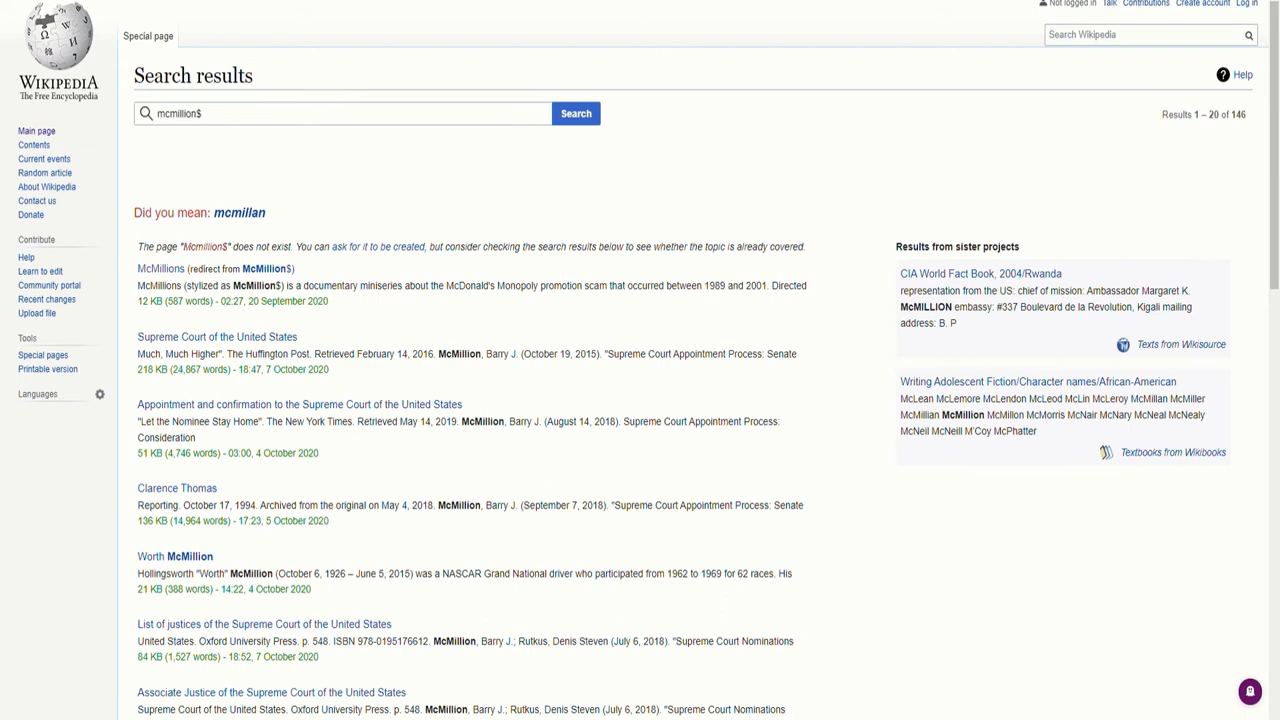 Not logged in Talk Contributions Create account Log in
Special page
Search Wikipedia
WIKIPEDIA
The Free Encyclopedia
Main page
Contents
Current events
Random article
About Wikipedia
Contact us
Donate
Contribute
Help
Learn to edit
Community portal
Recent changes
Upload file
Tools
Special pages
Printable version
Languages
Search results
Help
mcmillion$
Search
Results 1 – 20 of 146
Did you mean: mcmillan
The page "Mcmillion$" does not exist. You can ask for it to be created, but consider checking the search results below to see whether the topic is already covered.
McMillions (redirect from McMillion$)
McMillions (stylized as McMillion$) is a documentary miniseries about the McDonald's Monopoly promotion scam that occurred between 1989 and 2001. Directed
12 KB (587 words) - 02:27, 20 September 2020
Supreme Court of the United States
Much, Much Higher". The Huffington Post. Retrieved February 14, 2016. McMillion, Barry J. (October 19, 2015). "Supreme Court Appointment Process: Senate
218 KB (24,867 words) - 18:47, 7 October 2020
Appointment and confirmation to the Supreme Court of the United States
"Let the Nominee Stay Home". The New York Times. Retrieved May 14, 2019. McMillion, Barry J. (August 14, 2018). Supreme Court Appointment Process:
Consideration
51 KB (4,746 words) - 03:00, 4 October 2020
Clarence Thomas
Reporting. October 17, 1994. Archived from the original on May 4, 2018. McMillion, Barry J. (September 7, 2018). "Supreme Court Appointment Process: Senate
136 KB (14,964 words) - 17:23, 5 October 2020
Worth McMillion
Hollingsworth "Worth" McMillion (October 6, 1926 – June 5, 2015) was a NASCAR Grand National driver who participated from 1962 to 1969 for 62 races. His
21 KB (388 words) - 14:22, 4 October 2020
List of justices of the Supreme Court of the United States
United States. Oxford University Press. p. 548. ISBN 978-0195176612. McMillion, Barry J.; Rutkus, Denis Steven (July 6, 2018). "Supreme Court Nominations
84 KB (1,527 words) - 18:52, 7 October 2020
Associate Justice of the Supreme Court of the United States
Supreme Court of the United States. Oxford University Press. p. 548. McMillion, Barry J.; Rutkus, Denis Steven (July 6, 2018). "Supreme Court Nominations
Results from sister projects
CIA World Fact Book, 2004/Rwanda
representation from the US: chief of mission: Ambassador Margaret K.
McMILLION embassy: #337 Boulevard de la Revolution, Kigali mailing
address: B. P
Texts from Wikisource
Writing Adolescent Fiction/Character names/African-American
McLean McLemore McLendon McLeod McLin McLeroy McMillan McMiller
McMillian McMillion McMillon McMorris McNair McNary McNeal McNealy
McNeil McNeill M'Coy McPhatter
Textbooks from Wikibooks